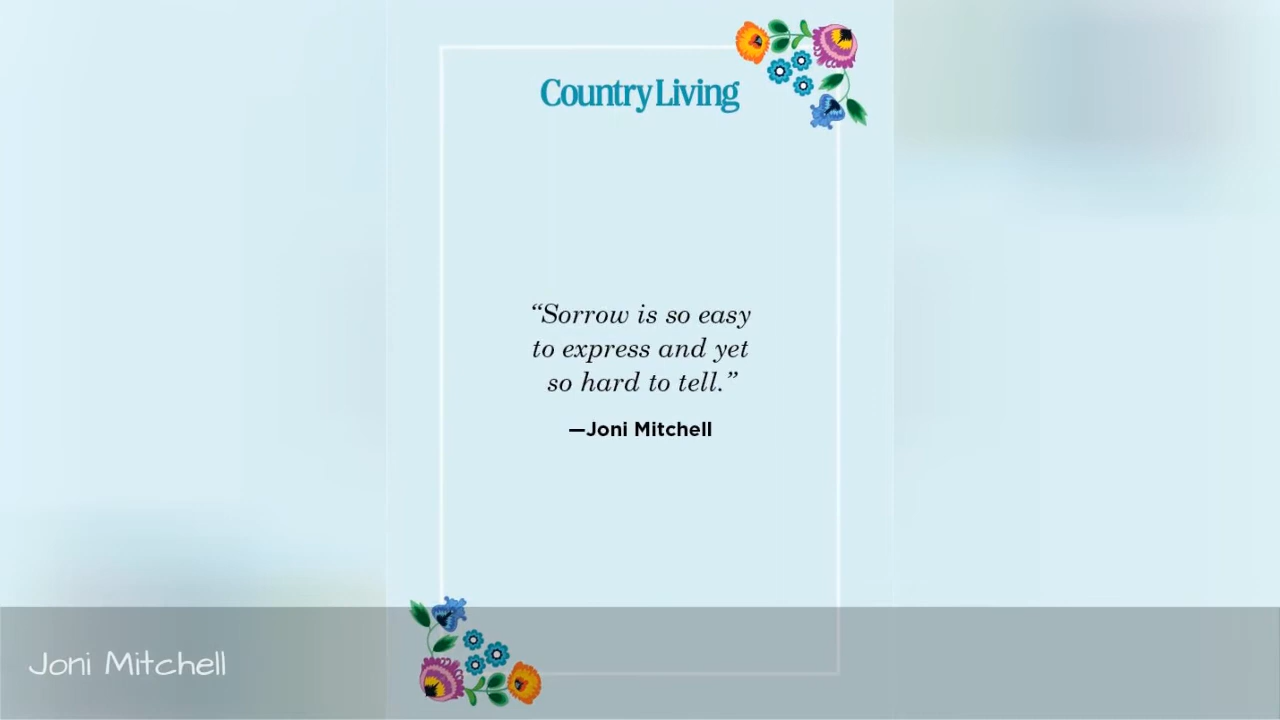 Country Living
“Sorrow is so easy
to express and yet
so hard to tell.”
—Joni Mitchell
Joni Mitchell